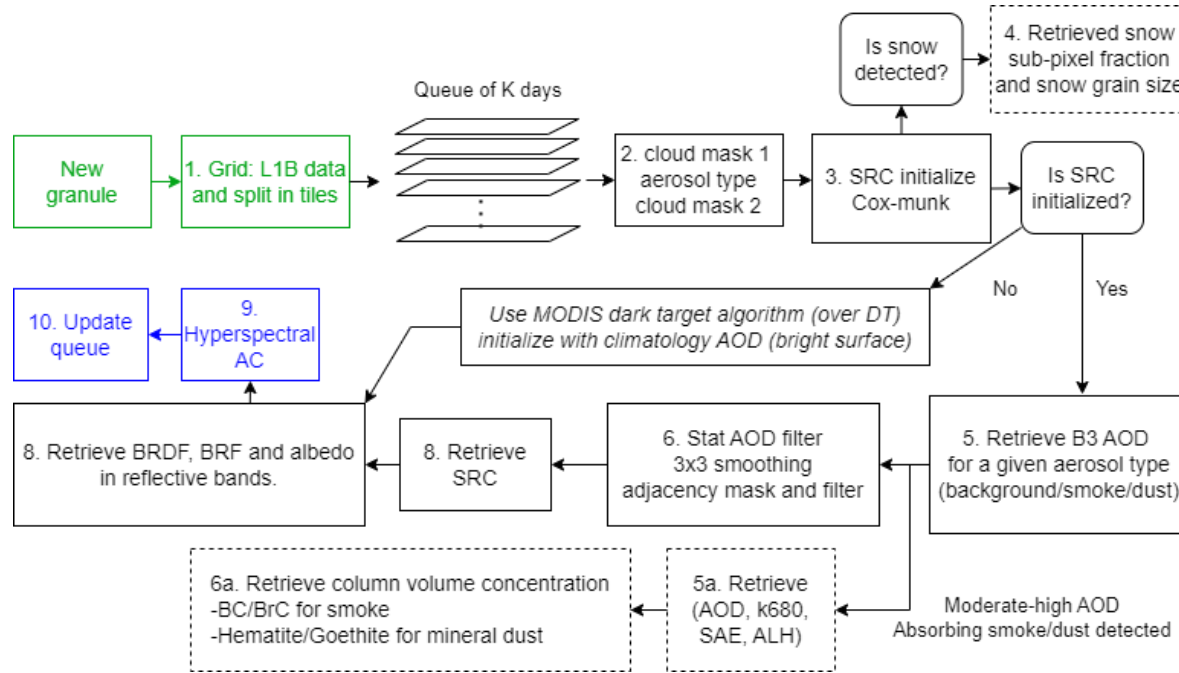 Is snow
detected?
4. Retrieved snow
sub-pixel fraction
and snow grain size
Queue of K days
New
granule
1. Grid: L1B data
and split in tiles
2. cloud mask 1
aerosol type
cloud mask 2
3. SRC initialize
Cox-munk
Is SRC
initialized?
No
Yes
Use MODIS dark target algorithm (over DT)
initialize with climatology AOD (bright surface)
10. Update
queue
9.
Hyperspectral
AC
8. Retrieve BRDF, BRF and albedo
in reflective bands.
8. Retrieve
SRC
6. Stat AOD filter
3x3 smoothing
adjacency mask and filter
5. Retrieve B3 AOD
for a given aerosol type
(background/smoke/dust)
6a. Retrieve column volume concentration
-BC/BrC for smoke
-Hematite/Goethite for mineral dust
5a. Retrieve
(AOD, k680,
SAE, ALH)
Moderate-high AOD
Absorbing smoke/dust detected